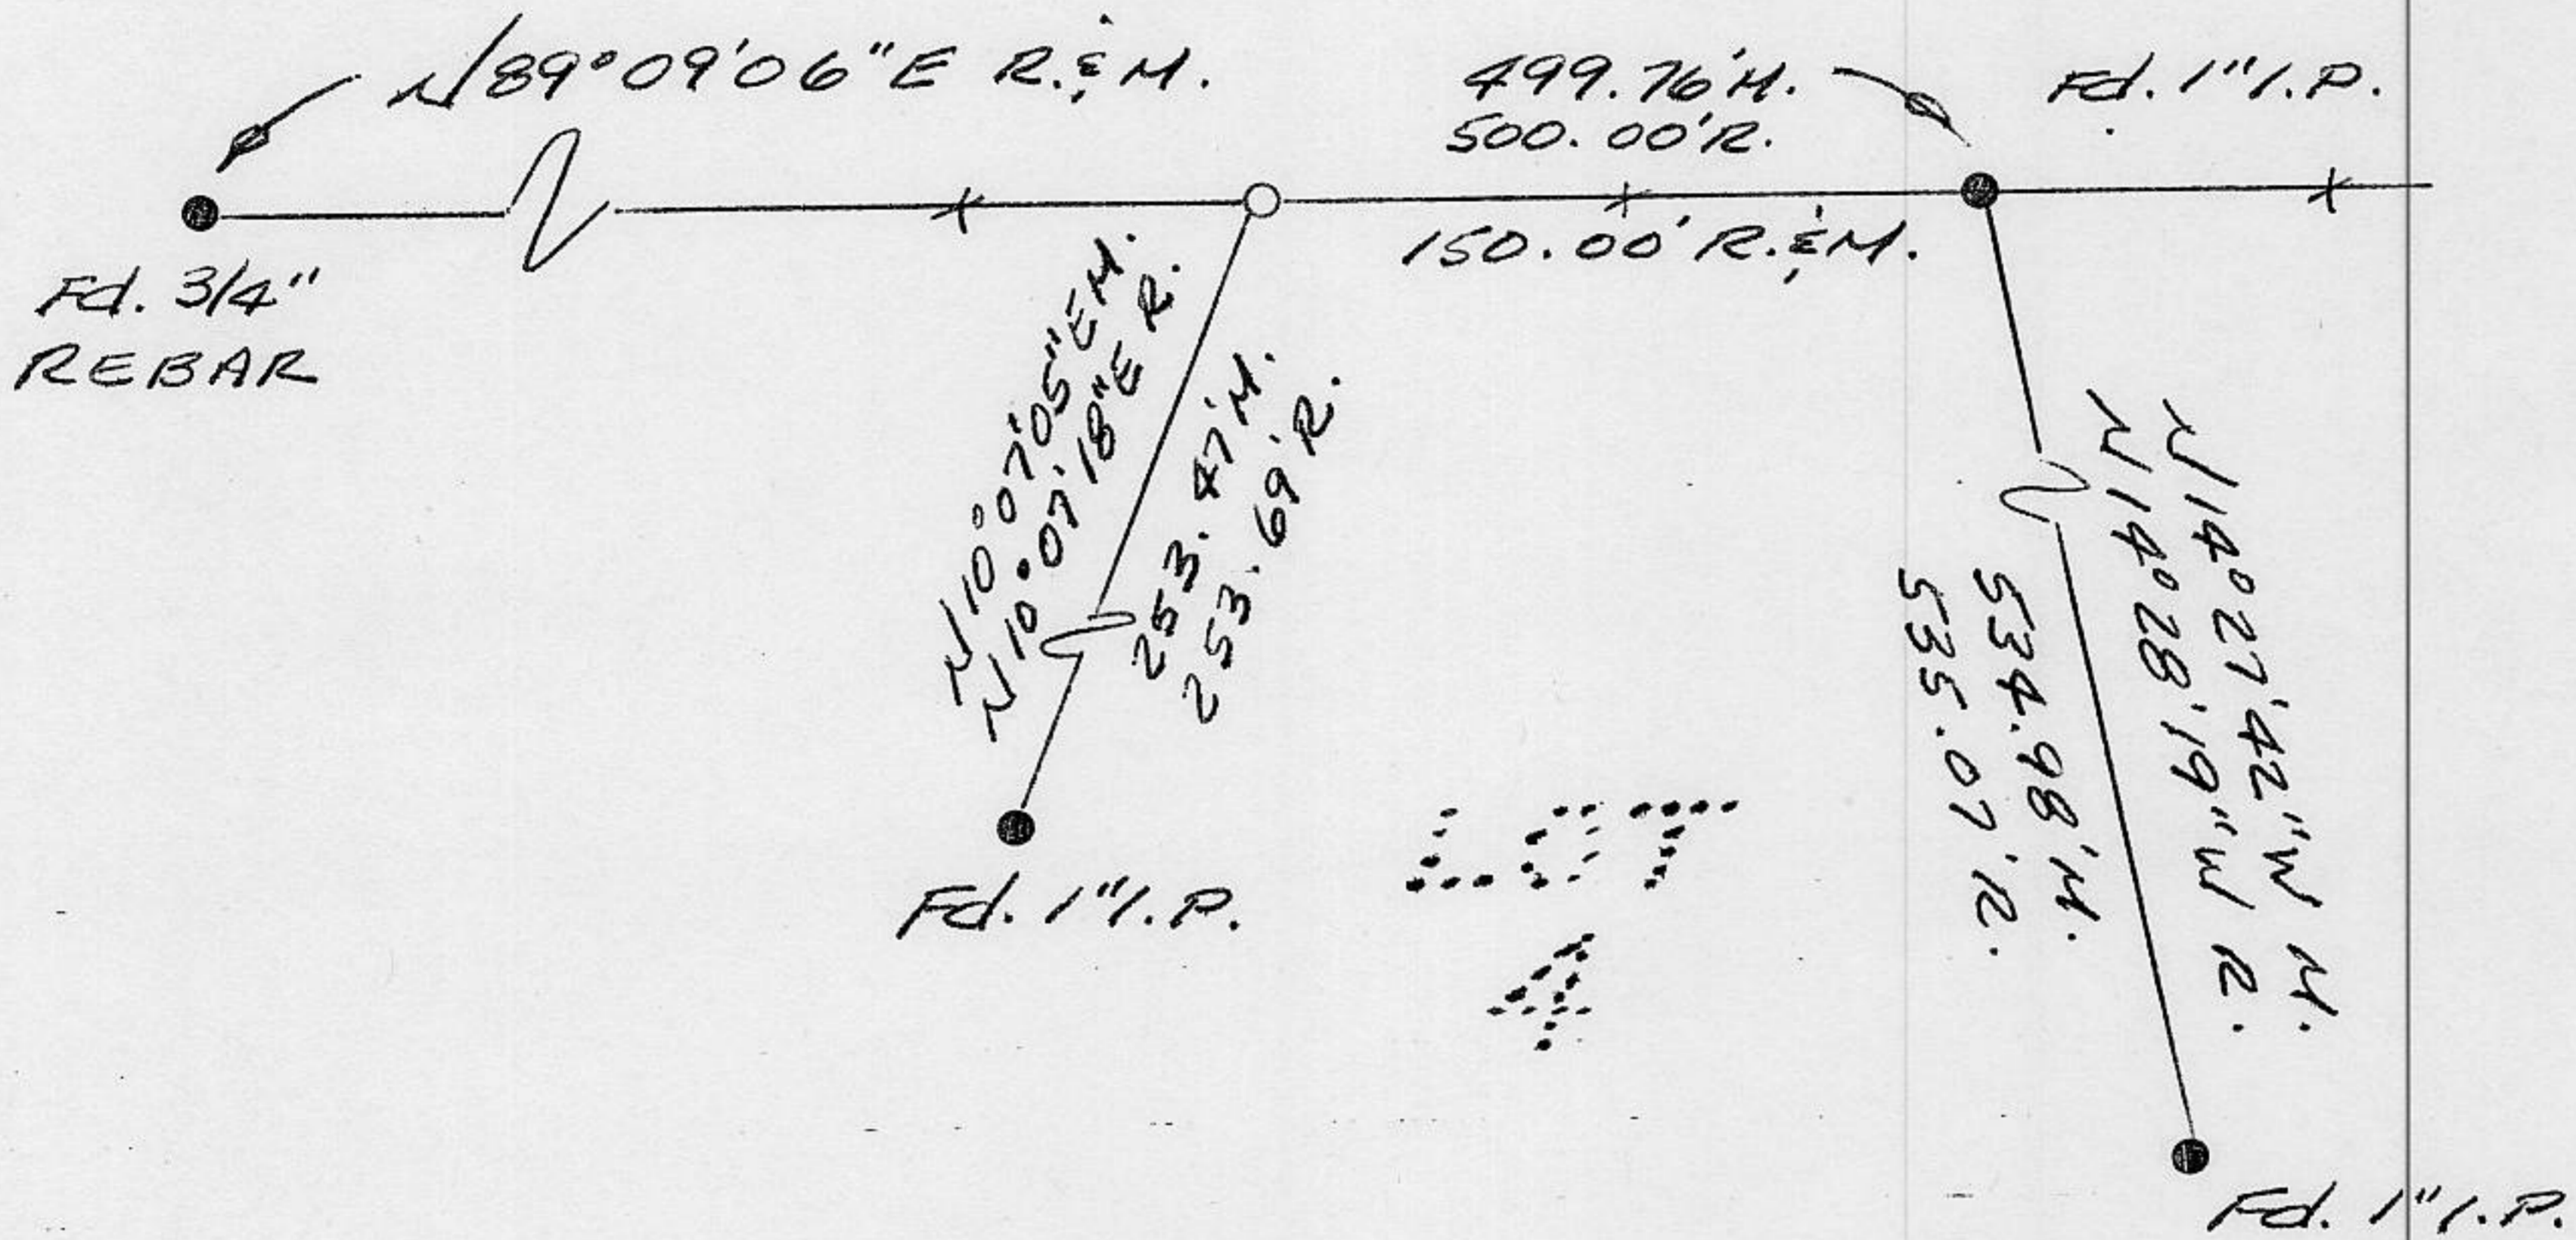 N89°09'06"E R.&M.
499.76'M.
500.00'R.
Fd. 1"I.P.
150.00' R.&M.
Fd. 3/4"
REBAR
N10°07'05"E M.
N10°07'18"E R.
253.47'M.
253.69'R.
N14°27'42"W M.
N14°28'19"W R.
534.98'M.
535.07'R.
LOT
4
Fd. 1"I.P.
Fd. 1"I.P.